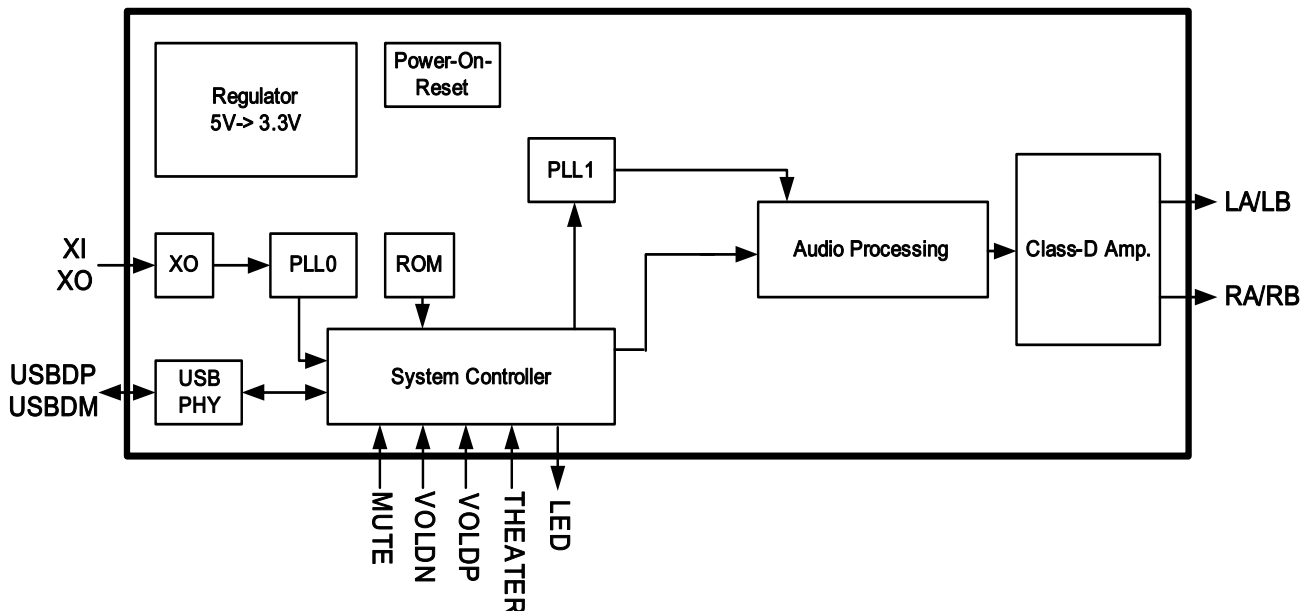 Regulator
5V-> 3.3V
Power-On-
Reset
PLL1
Audio Processing
Class-D Amp.
LA/LB
RA/RB
XI
XO
XO
PLL0
ROM
USBDP
USBDM
USB
PHY
System Controller
MUTE
VOLDN
VOLDP
THEATER
LED